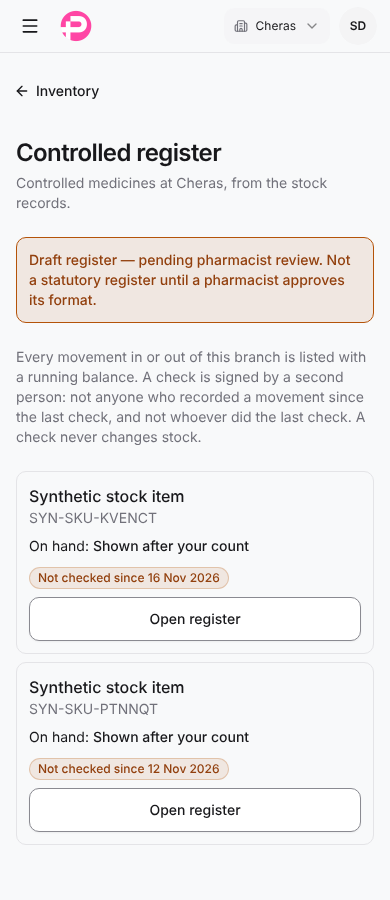 Cheras
SD
Inventory
Controlled register
Controlled medicines at Cheras, from the stock
records.
Draft register — pending pharmacist review. Not
a statutory register until a pharmacist approves
its format.
Every movement in or out of this branch is listed with
a running balance. A check is signed by a second
person: not anyone who recorded a movement since
the last check, and not whoever did the last check. A
check never changes stock.
Synthetic stock item
SYN-SKU-KVENCT
On hand: Shown after your count
Not checked since 16 Nov 2026
Open register
Synthetic stock item
SYN-SKU-PTNNQT
On hand: Shown after your count
Not checked since 12 Nov 2026
Open register